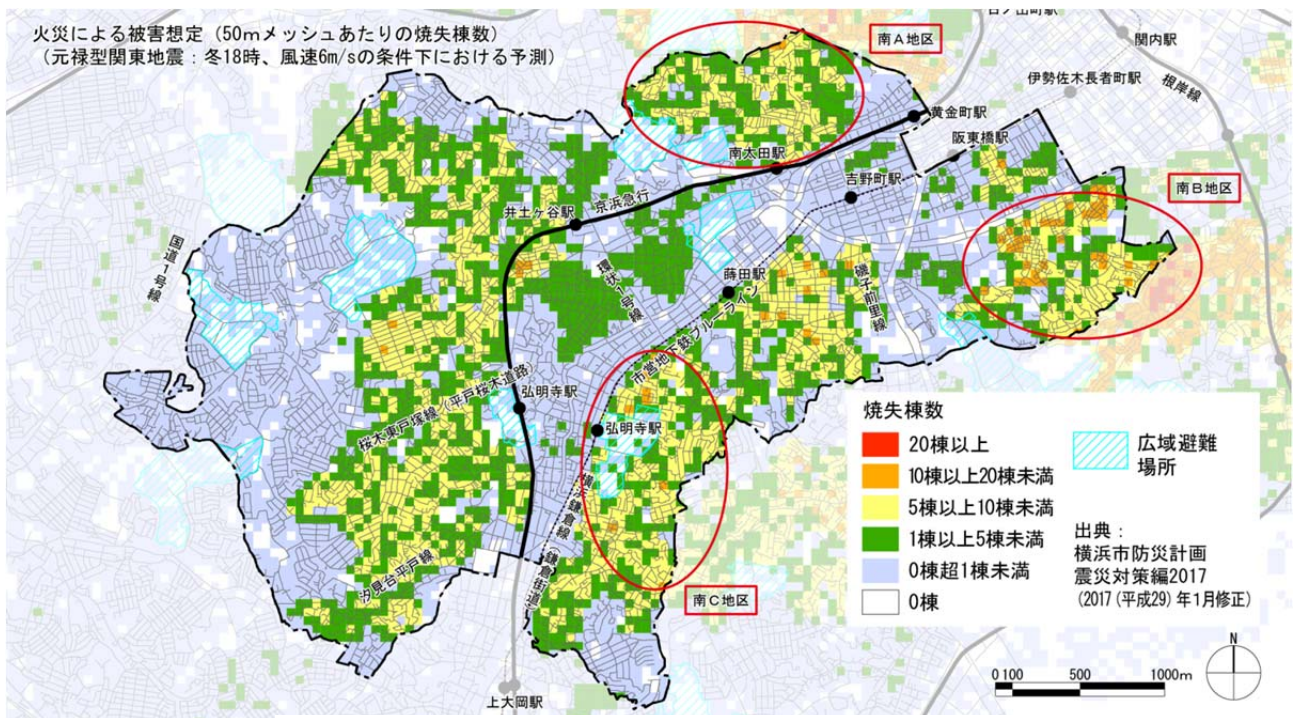 火災による被害想定（50mメッシュあたりの焼失棟数）
（元禄型関東地震：冬18時、風速6m/sの条件下における予測）
南A地区
日ノ出町駅
関内駅
伊勢佐木長者町駅
根岸線
黄金町駅
阪東橋駅
南太田駅
吉野町駅
南B地区
井土ヶ谷駅
京浜急行
国道1号線
環状1号線
蒔田駅
磯子前里線
市営地下鉄ブルーライン
桜木東戸塚線（平戸桜木道路）
弘明寺駅
弘明寺駅
横浜鎌倉線（鎌倉街道）
汐見台平戸線
南C地区
上大岡駅
焼失棟数
20棟以上
10棟以上20棟未満
5棟以上10棟未満
1棟以上5棟未満
0棟超1棟未満
0棟
広域避難
場所
出典：
横浜市防災計画
震災対策編2017
（2017（平成29）年1月修正）
0 100 500 1000m
N